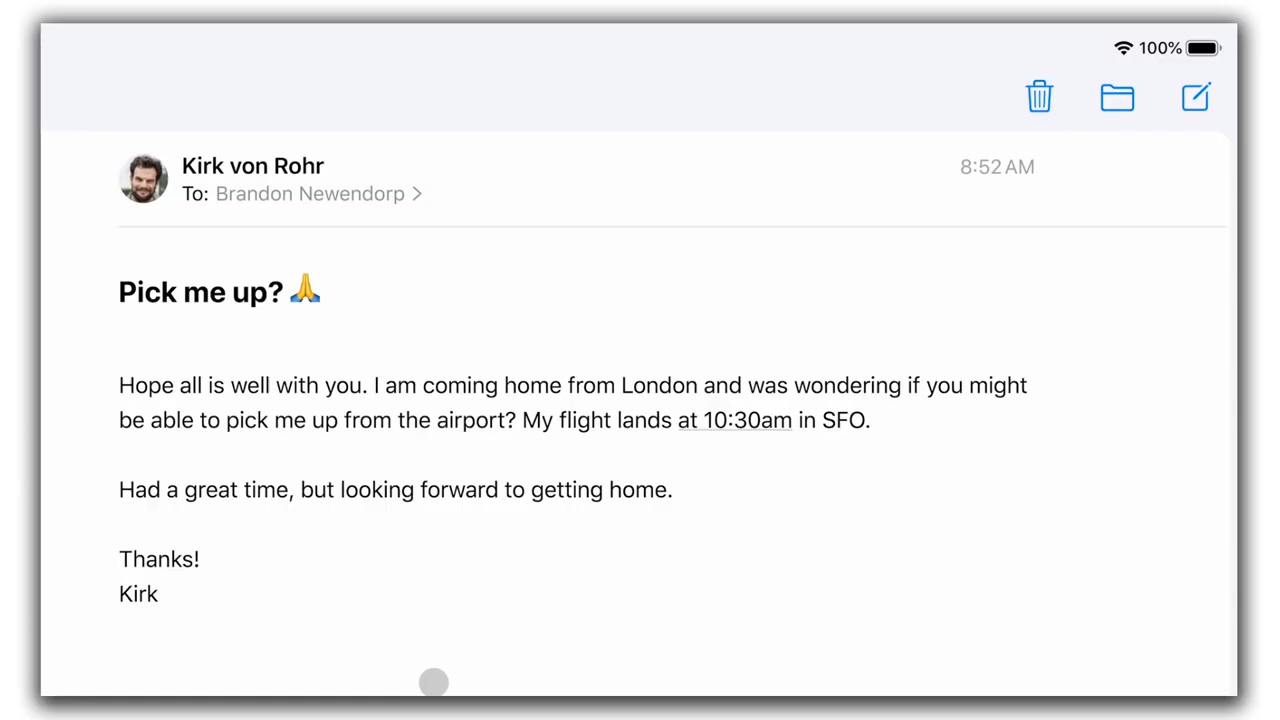 100%
Kirk von Rohr
8:52 AM
To: Brandon Newendorp >
Pick me up? 🙏
Hope all is well with you. I am coming home from London and was wondering if you might
be able to pick me up from the airport? My flight lands at 10:30am in SFO.
Had a great time, but looking forward to getting home.
Thanks!
Kirk